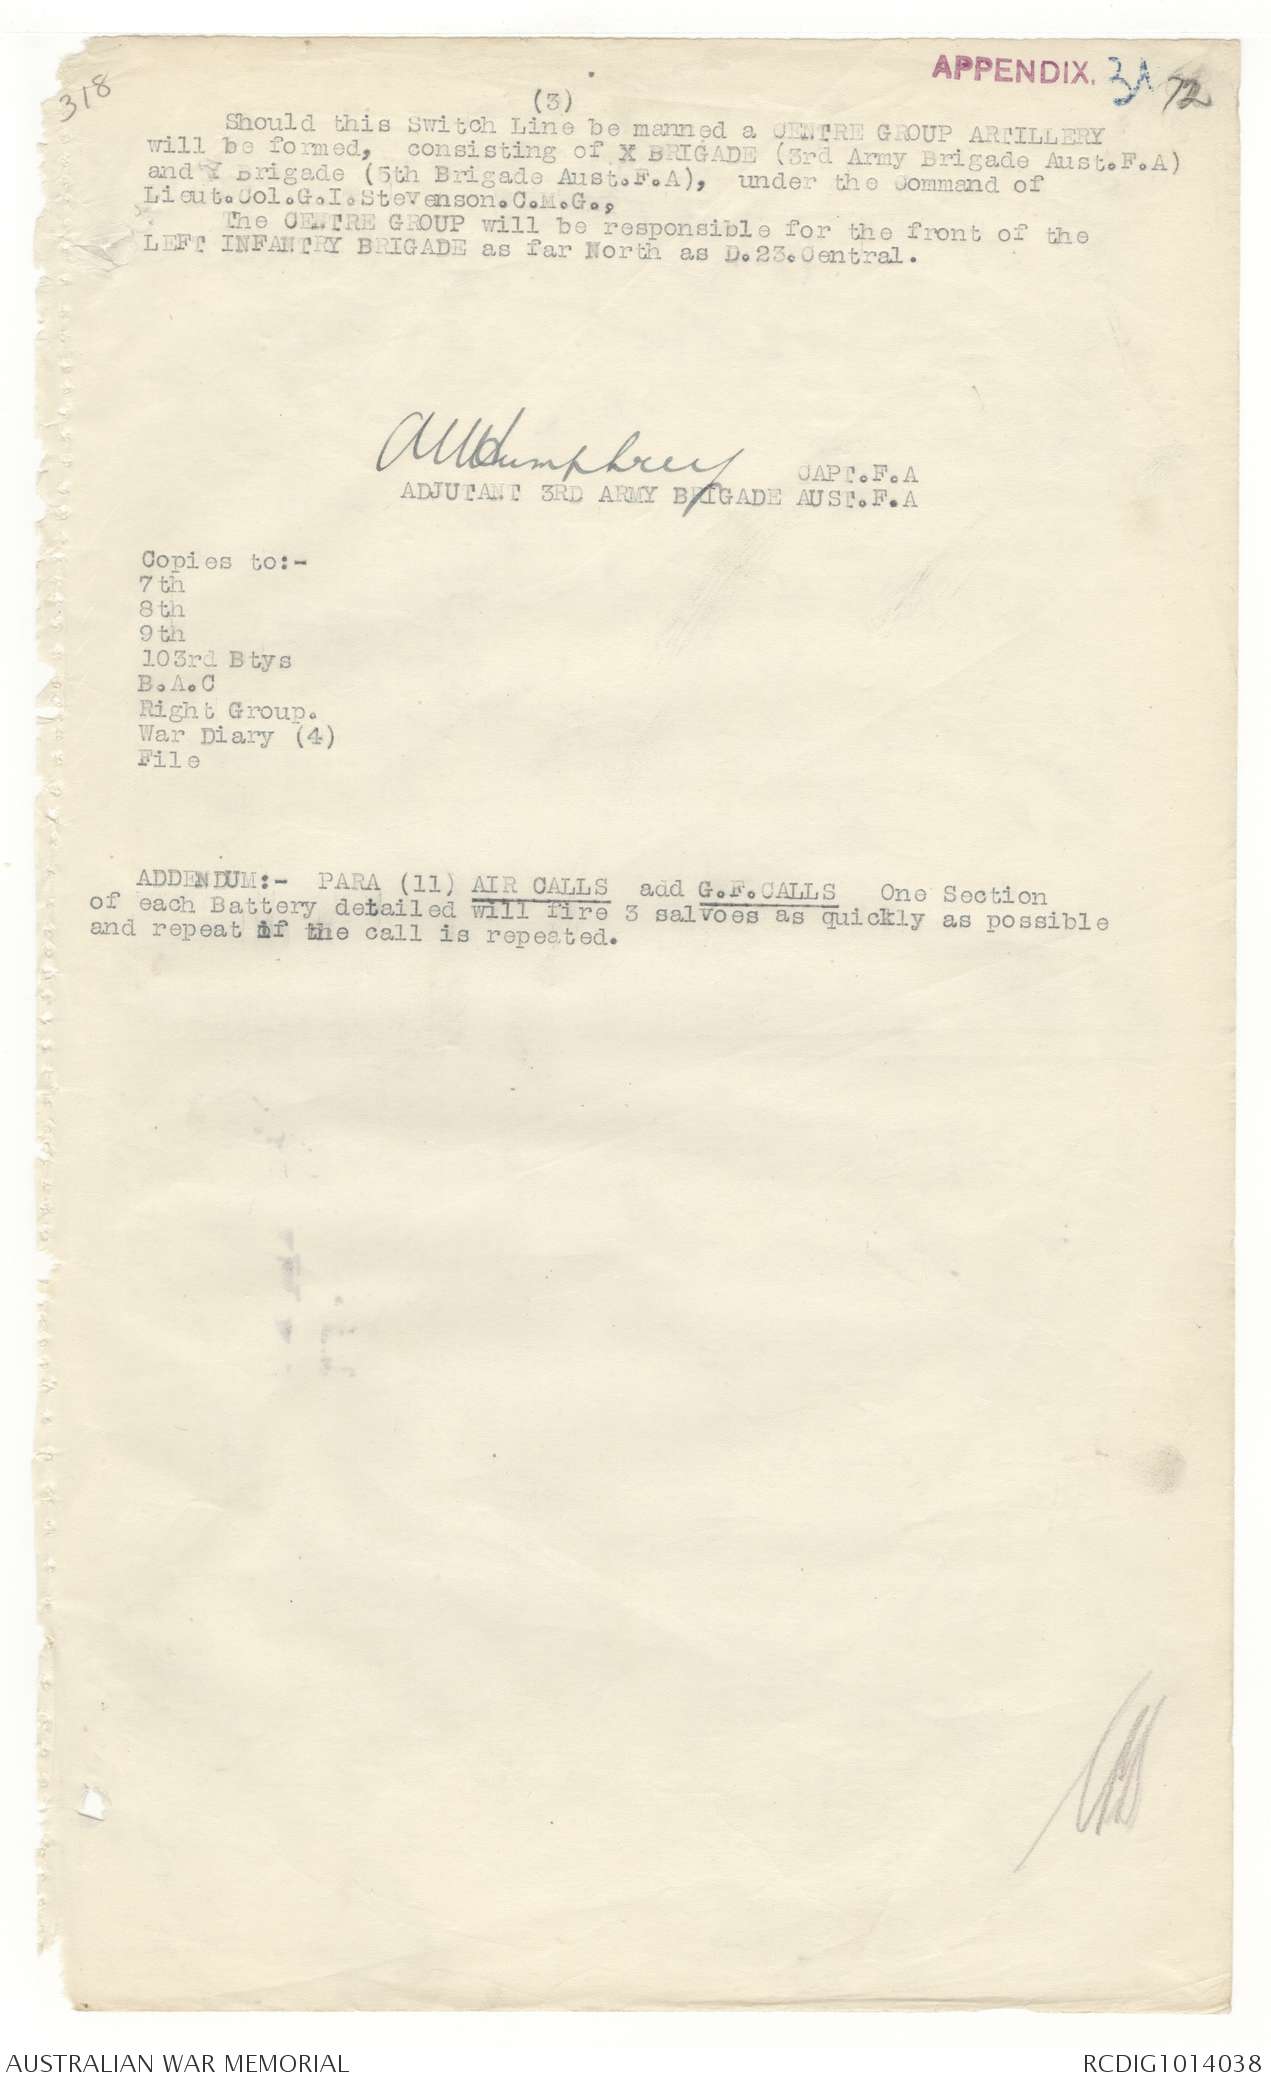 318
APPENDIX. 3A 72
(3)
Should this Switch Line be manned a CENTRE GROUP ARTILLERY
will be formed, consisting of X BRIGADE (3rd Army Brigade Aust.F.A)
and Y Brigade (5th Brigade Aust.F.A), under the Command of
Lieut.Col.G.I.Stevenson.C.M.G.,
The CENTRE GROUP will be responsible for the front of the
LEFT INFANTRY BRIGADE as far North as D.23.Central.
Humphrey CAPT.F.A
ADJUTANT 3RD ARMY BRIGADE AUST.F.A
Copies to:-
7th
8th
9th
103rd Btys
B.A.C
Right Group.
War Diary (4)
File
ADDENDUM:- PARA (11) AIR CALLS add G.F.CALLS One Section
of each Battery detailed will fire 3 salvoes as quickly as possible
and repeat if the call is repeated.
AUSTRALIAN WAR MEMORIAL
RCDIG1014038